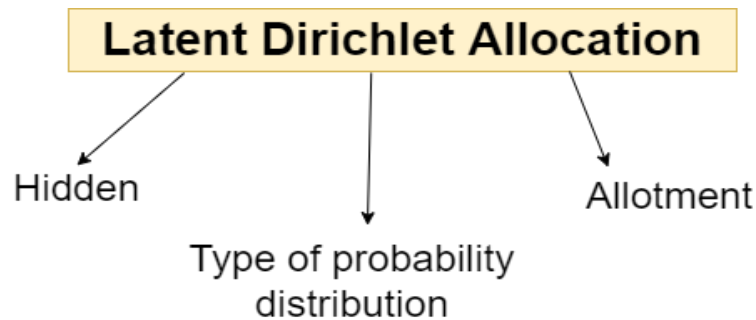 Latent Dirichlet Allocation
Hidden
Allotment
Type of probability
distribution